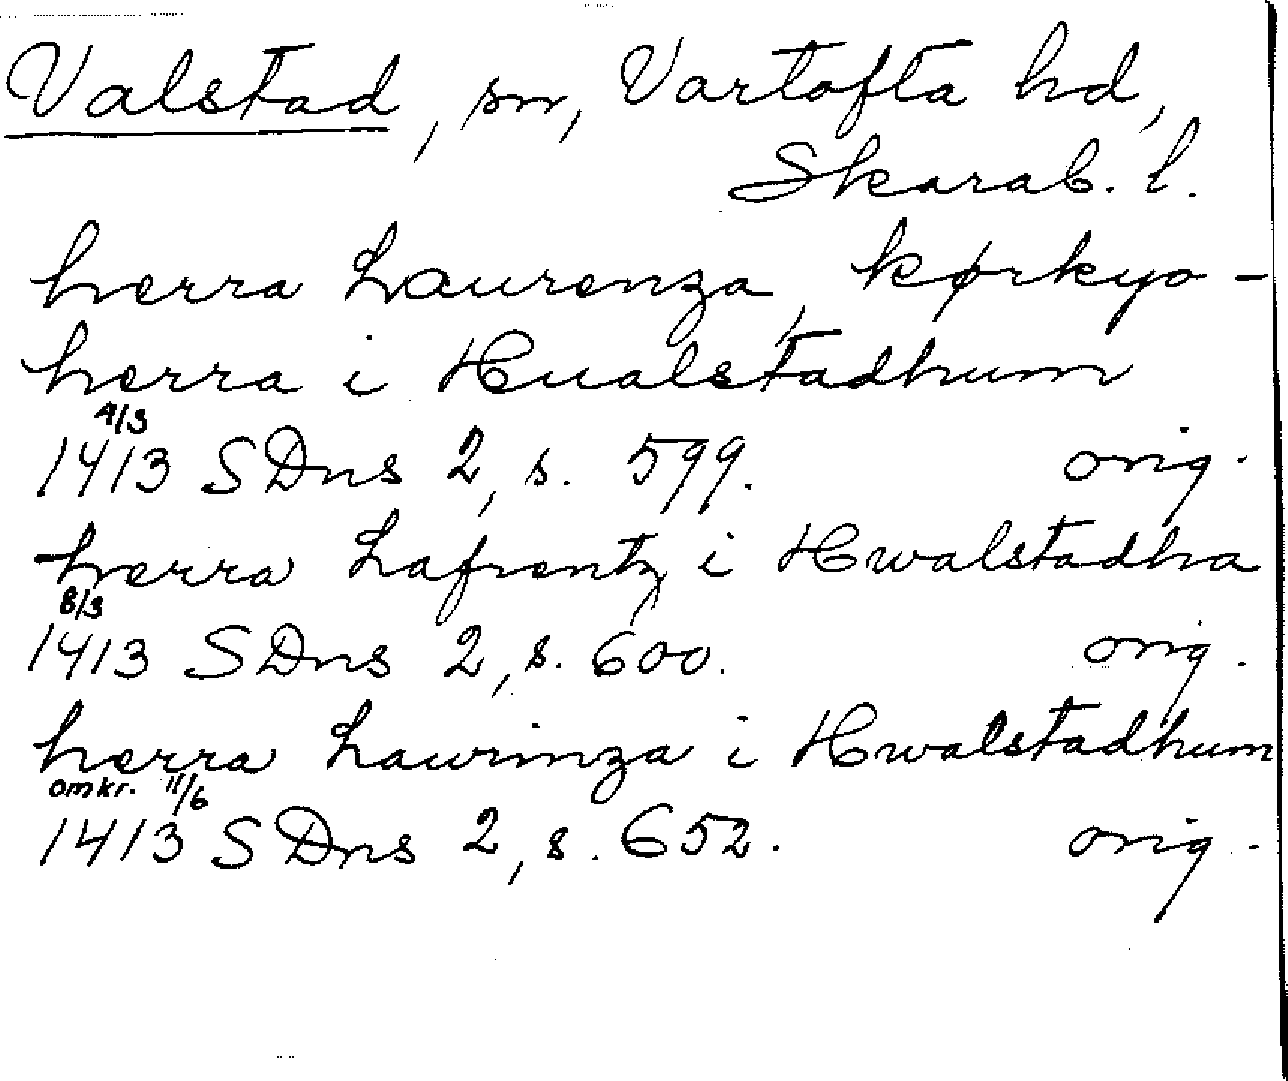 Valstad, sn, Vartofta hd,
Skarab. l.
herra Laurenza, kørkyo-
herra i Hualstadhum
4/3
1413 SDns 2, s. 599. orig.
herra Lafrentz i Hwalstadha
8/3
1413 SDns 2, s. 600. orig.
herra Laurinza i Hwalstadhum
omkr. 11/6
1413 SDns 2, s. 652. orig.